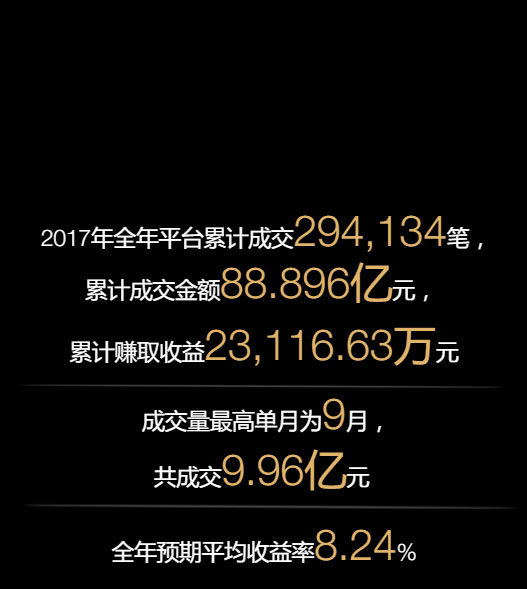 2017年全年平台累计成交294,134笔，
累计成交金额88.896亿元，
累计赚取收益23,116.63万元
成交量最高单月为9月，
共成交9.96亿元
全年预期平均收益率8.24%